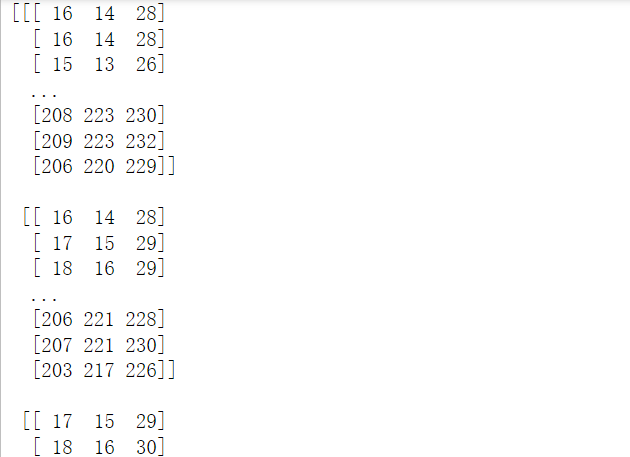 [[[ 16  14  28]
  [ 16  14  28]
  [ 15  13  26]
  ...
  [208 223 230]
  [209 223 232]
  [206 220 229]]

 [[ 16  14  28]
  [ 17  15  29]
  [ 18  16  29]
  ...
  [206 221 228]
  [207 221 230]
  [203 217 226]]

 [[ 17  15  29]
  [ 18  16  30]